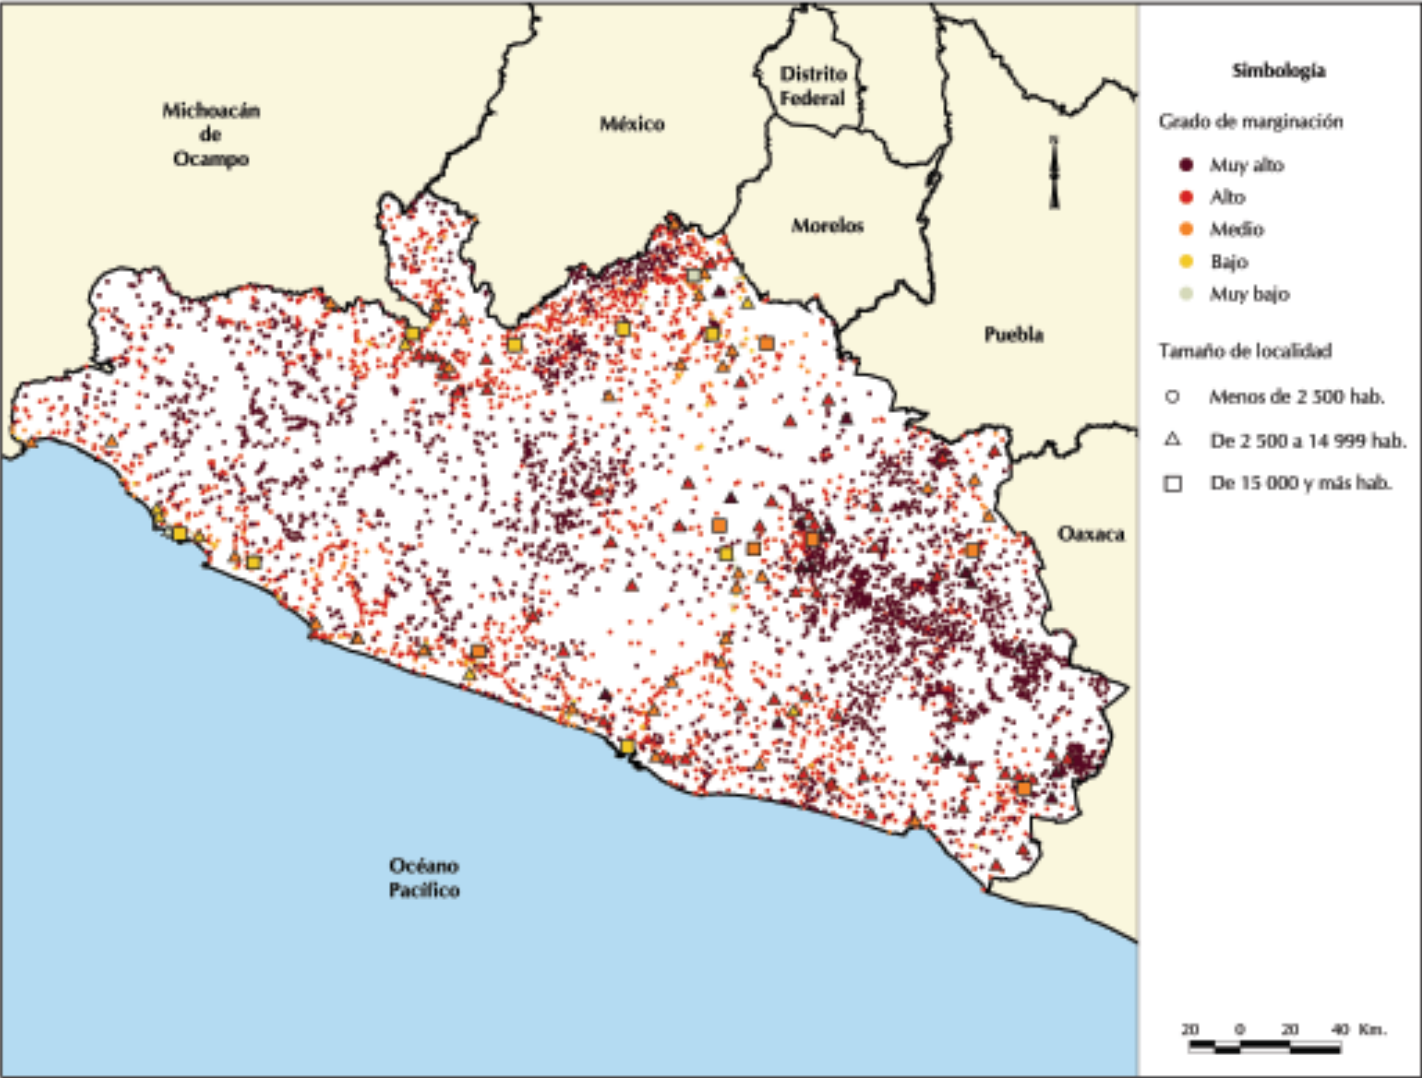 Michoacán
de
Ocampo
México
Distrito
Federal
Morelos
Puebla
Oaxaca
Océano
Pacífico
N
Simbología
Grado de marginación
Muy alto
Alto
Medio
Bajo
Muy bajo
Tamaño de localidad
Menos de 2 500 hab.
De 2 500 a 14 999 hab.
De 15 000 y más hab.
20 0 20 40 Km.